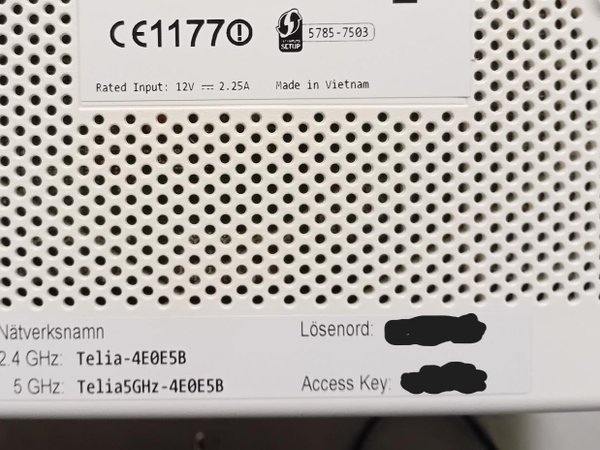 CE1177
SETUP 5785-7503
Rated Input: 12V ⎓ 2.25A Made in Vietnam
Nätverksnamn Lösenord:
2.4 GHz: Telia-4E0E5B
5 GHz: Telia5GHz-4E0E5B Access Key: